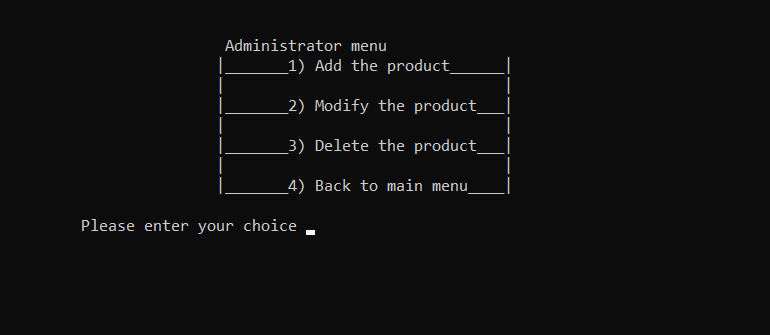 Administrator menu
|_______1) Add the product______|
|                               |
|_______2) Modify the product___|
|                               |
|_______3) Delete the product___|
|                               |
|_______4) Back to main menu____|
Please enter your choice _